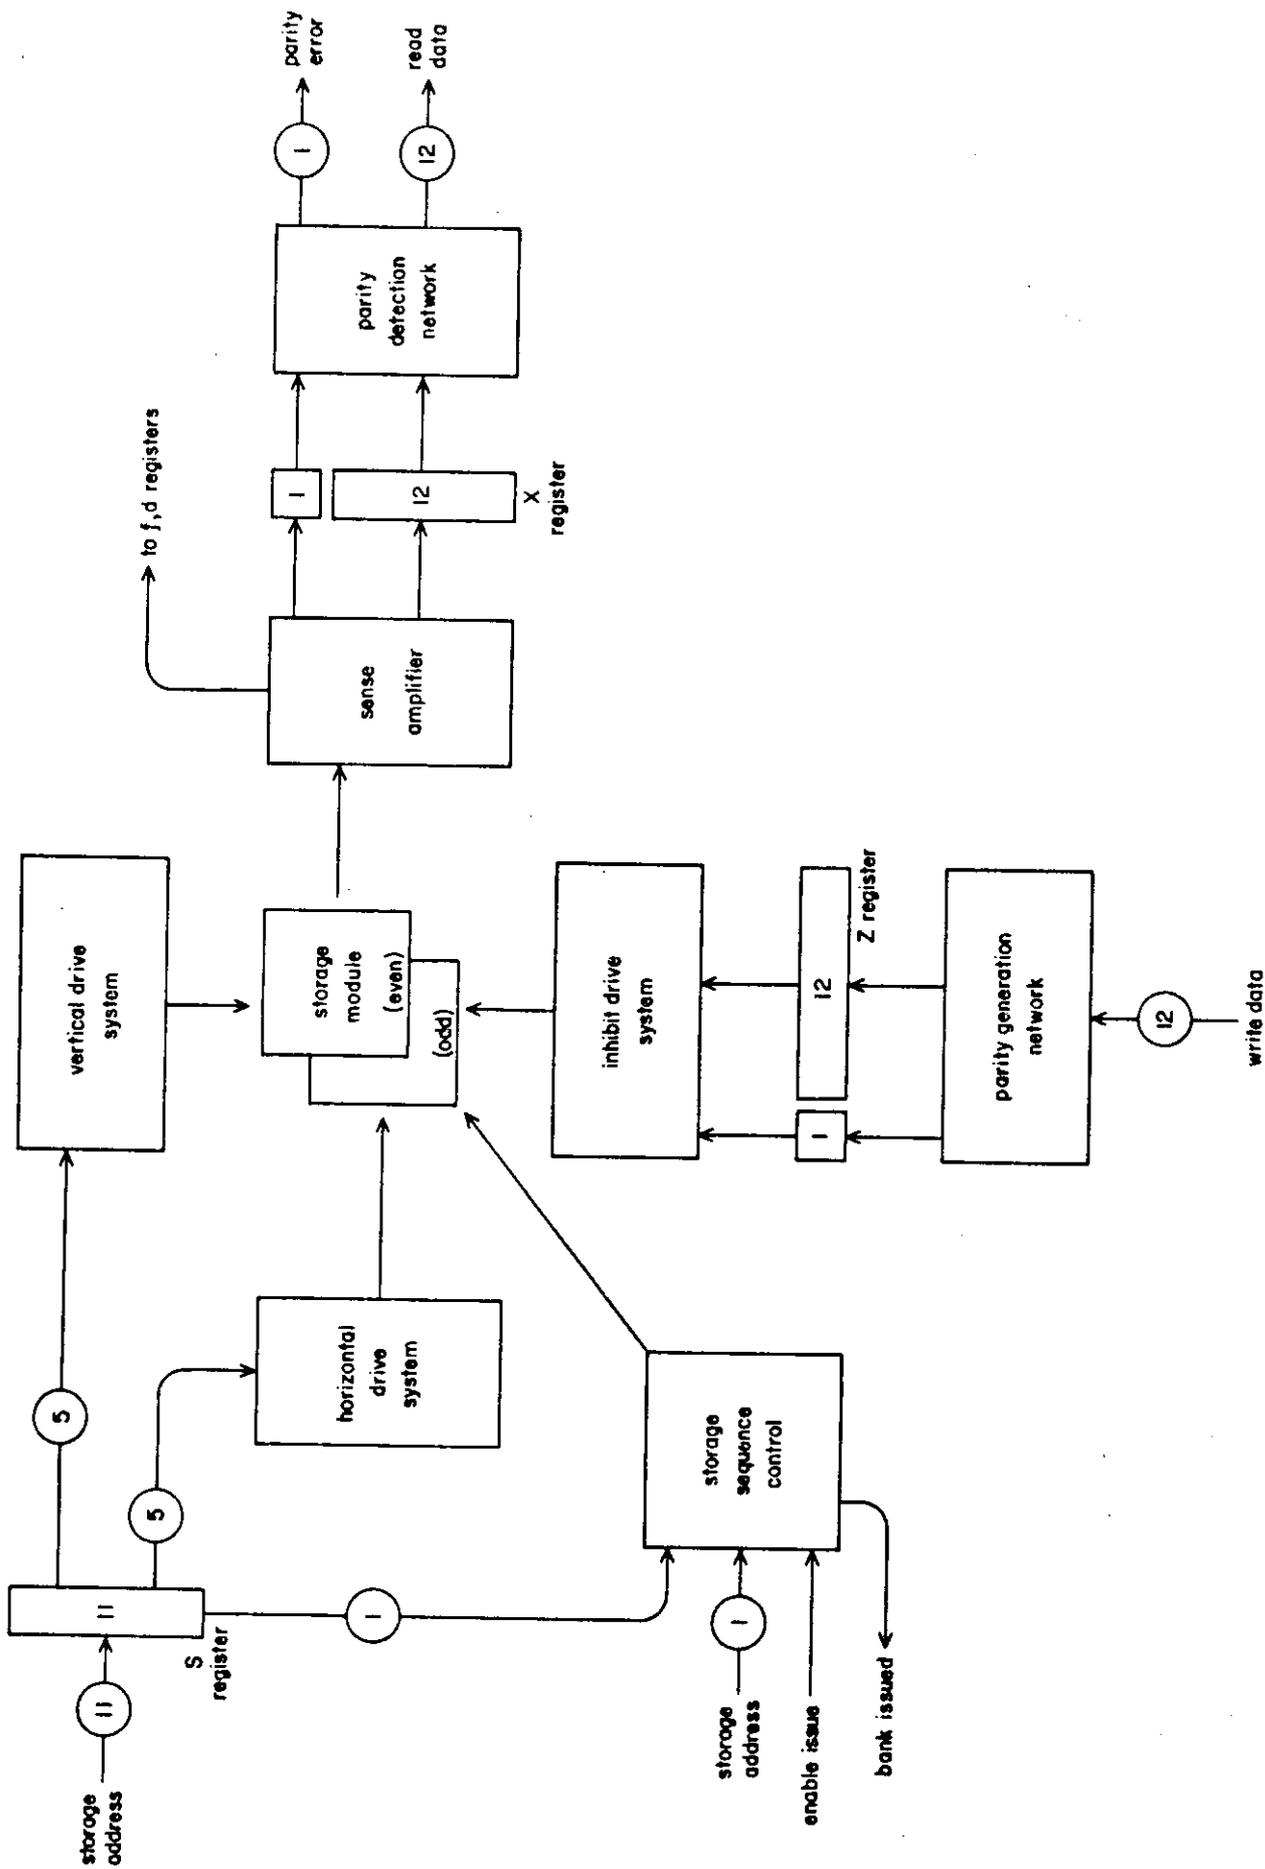 storage
address
11
11
S
register
5
5
1
vertical drive
system
horizontal
drive
system
storage
module
(even)
(odd)
to f,d registers
sense
amplifier
1
12
X
register
parity
detection
network
1
parity
error
12
read
data
storage
address
1
enable issue
bank issued
storage
sequence
control
inhibit drive
system
1
12
Z register
parity generation
network
12
write data